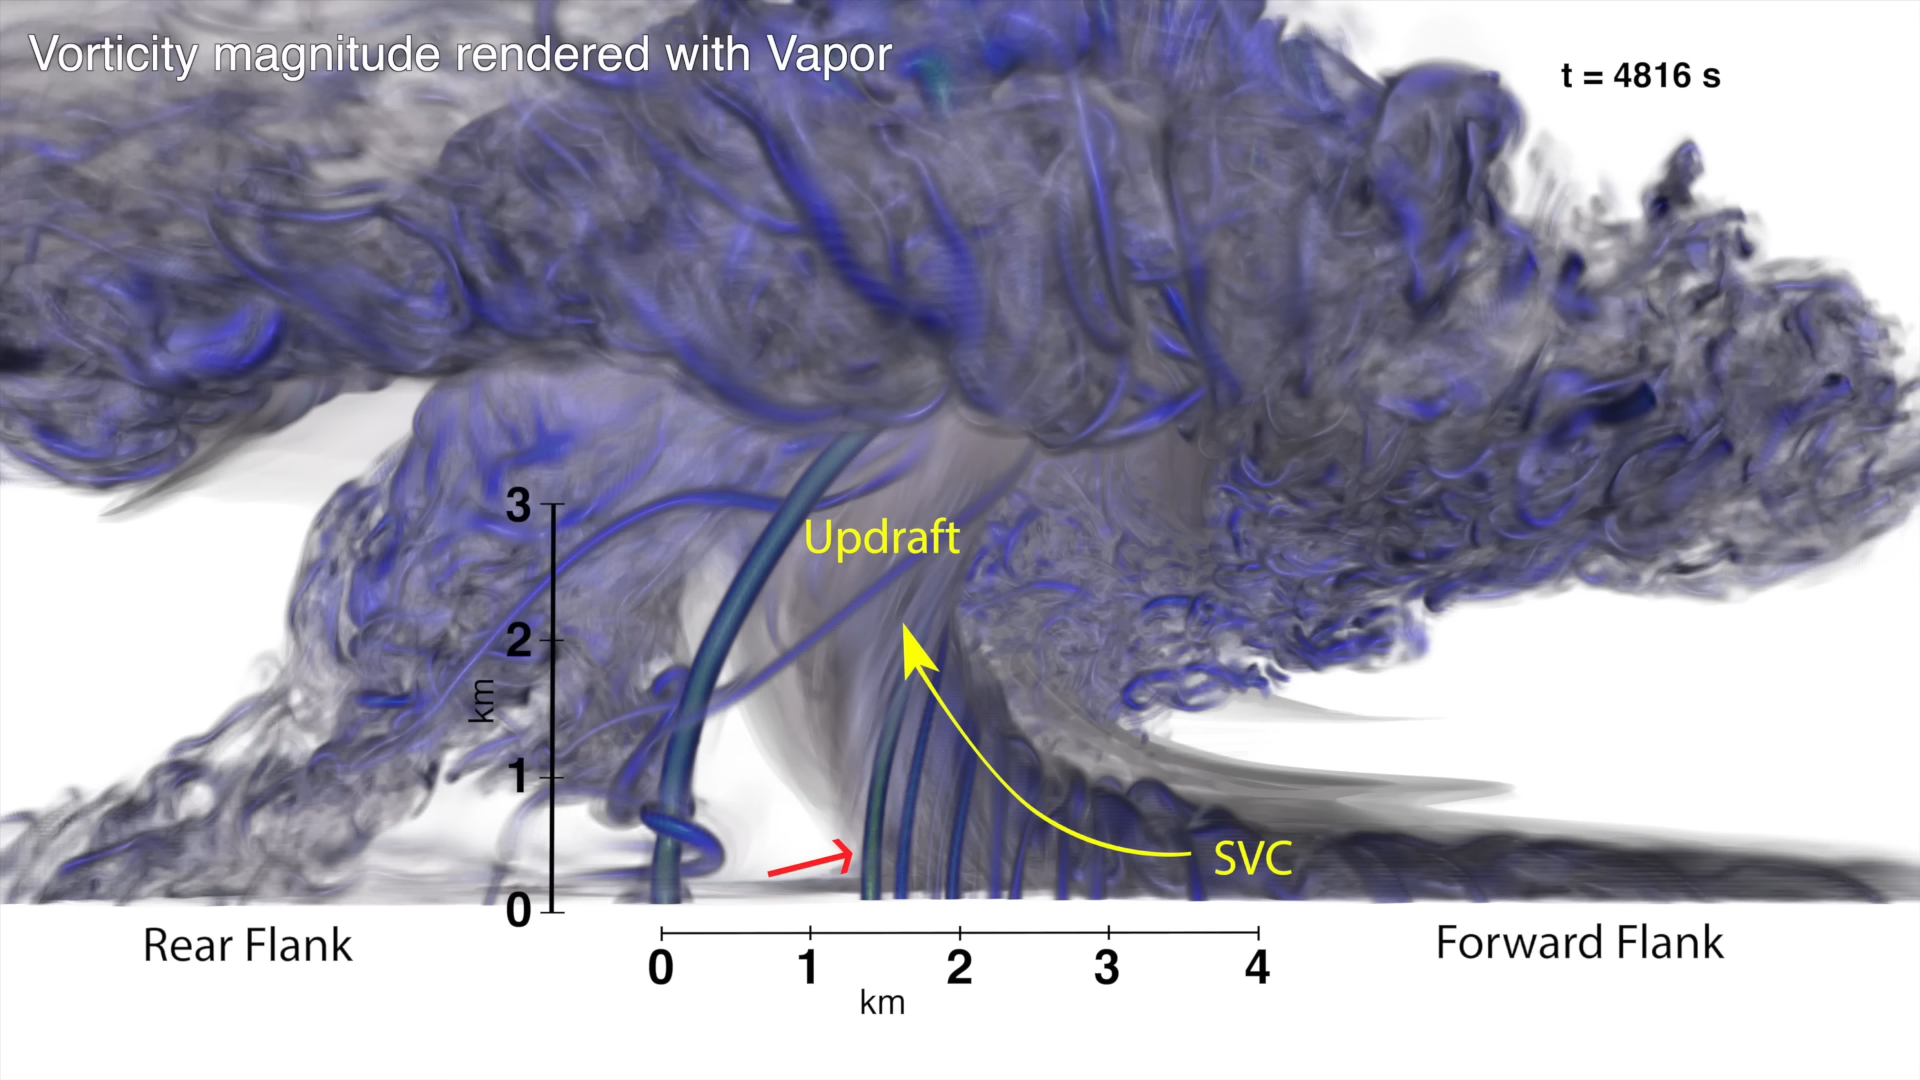 Vorticity magnitude rendered with Vapor
t = 4816 s
3
Updraft
2
km
1
SVC
0
Rear Flank
Forward Flank
0 1 2 3 4
km